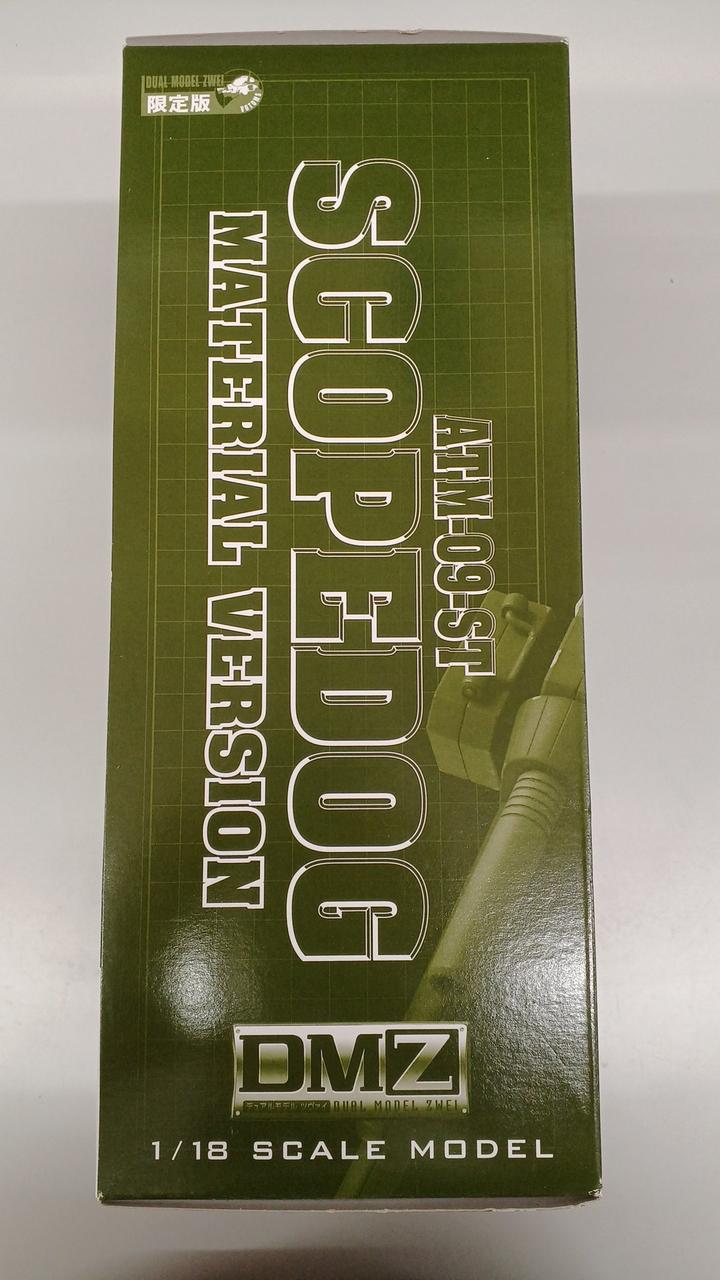 DUAL MODEL ZWEI
限定版
FUTURE
ATM-09-ST
SCOPEDOG
MATERIAL VERSION
DMZ
デュアルモデル ツヴァイ DUAL MODEL ZWEI
1/18 SCALE MODEL